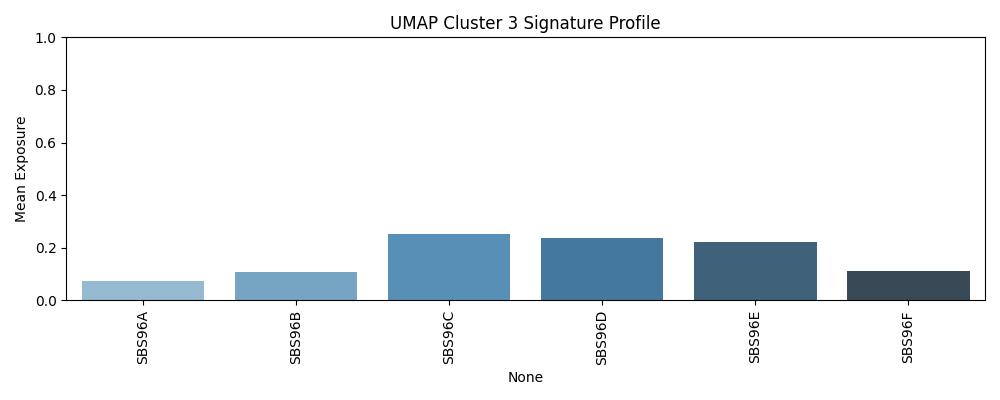 UMAP Cluster 3 Signature Profile
1.0
0.8
0.6
0.4
0.2
0.0
Mean Exposure
SBS96A
SBS96B
SBS96C
SBS96D
SBS96E
SBS96F
None